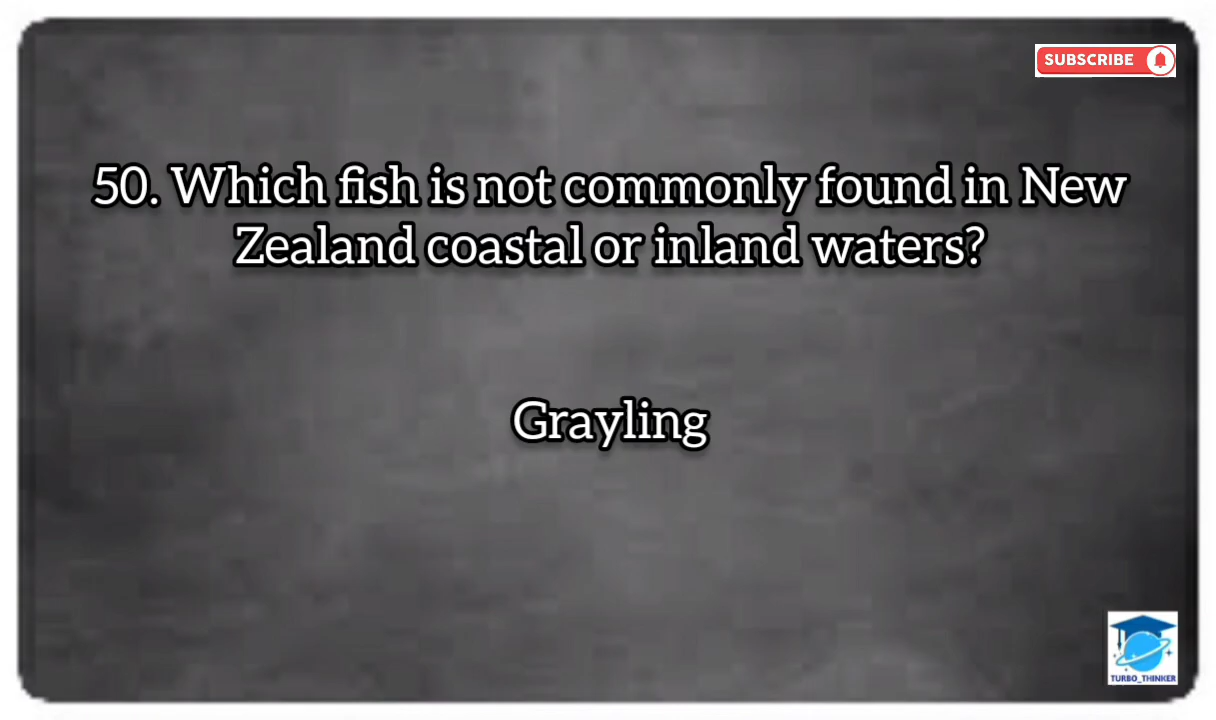 SUBSCRIBE
50. Which fish is not commonly found in New
Zealand coastal or inland waters?
Grayling
TURBO_THINKER